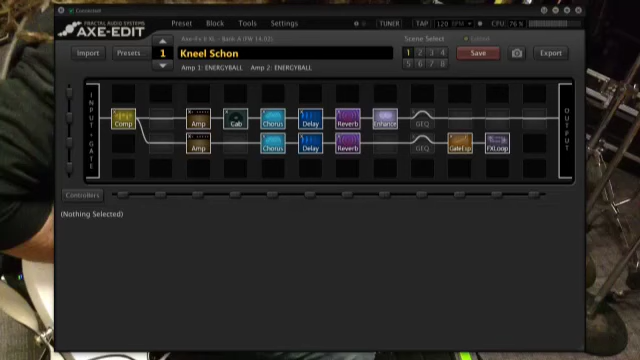 Connected
FRACTAL AUDIO SYSTEMS
AXE-EDIT
Preset Block Tools Settings
TUNER TAP 120 BPM CPU: 76 %
Import Presets... 1 Kneel Schon
Scene Select
1 2 3 4
5 6 7 8
Save Export
Amp 1: ENERGYBALL Amp 2: ENERGYBALL
INPUT + GATE
Comp Amp Cab Chorus Delay Reverb Enhance GEQ
Amp Chorus Delay Reverb GEQ GateExp FXLoop
OUTPUT
Controllers
(Nothing Selected)